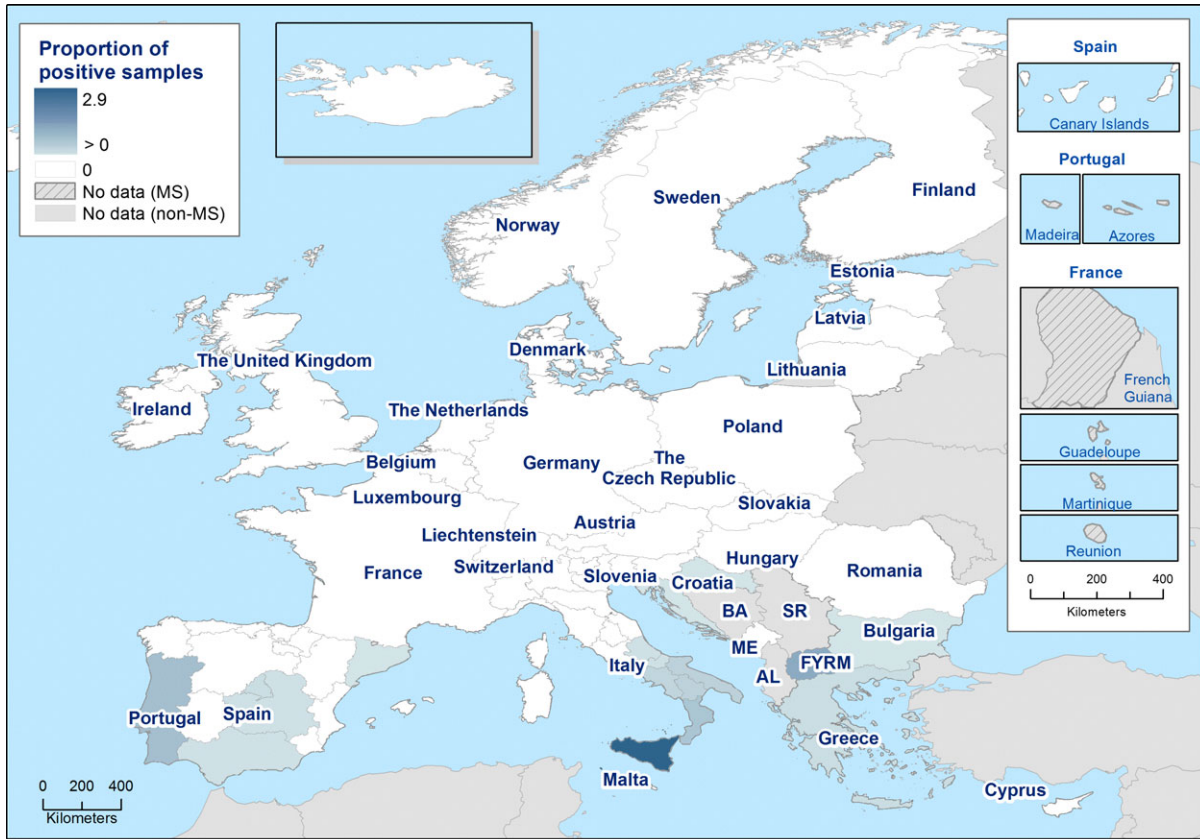 Proportion of
positive samples
2.9
> 0
0
No data (MS)
No data (non-MS)
Spain
Canary Islands
Portugal
Madeira
Azores
France
French
Guiana
Guadeloupe
Martinique
Reunion
0 200 400
Kilometers
Finland
Sweden
Norway
Estonia
Latvia
Denmark
Lithuania
The United Kingdom
Ireland
The Netherlands
Poland
Belgium
Germany
The
Czech Republic
Luxembourg
Slovakia
Austria
Liechtenstein
Hungary
France
Switzerland
Slovenia
Romania
Croatia
BA
SR
Bulgaria
ME
Italy
FYRM
AL
Portugal
Spain
Greece
Malta
Cyprus
0 200 400
Kilometers